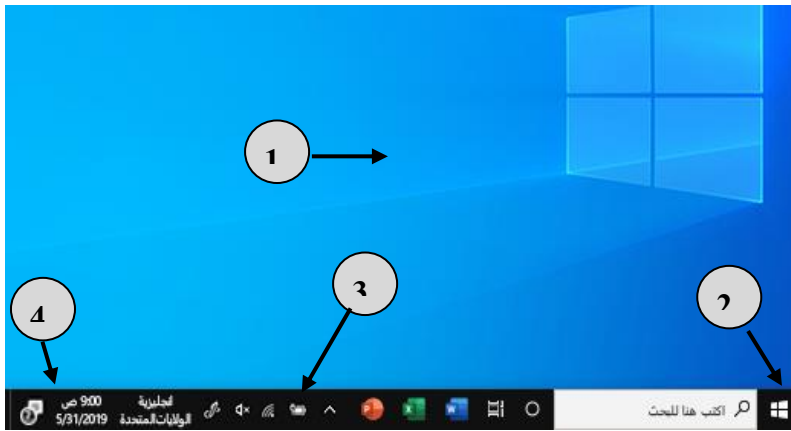 1
2
3
4
اكتب هنا للبحث
انجليزية
الولايات المتحدة
9:00 ص
5/31/2019